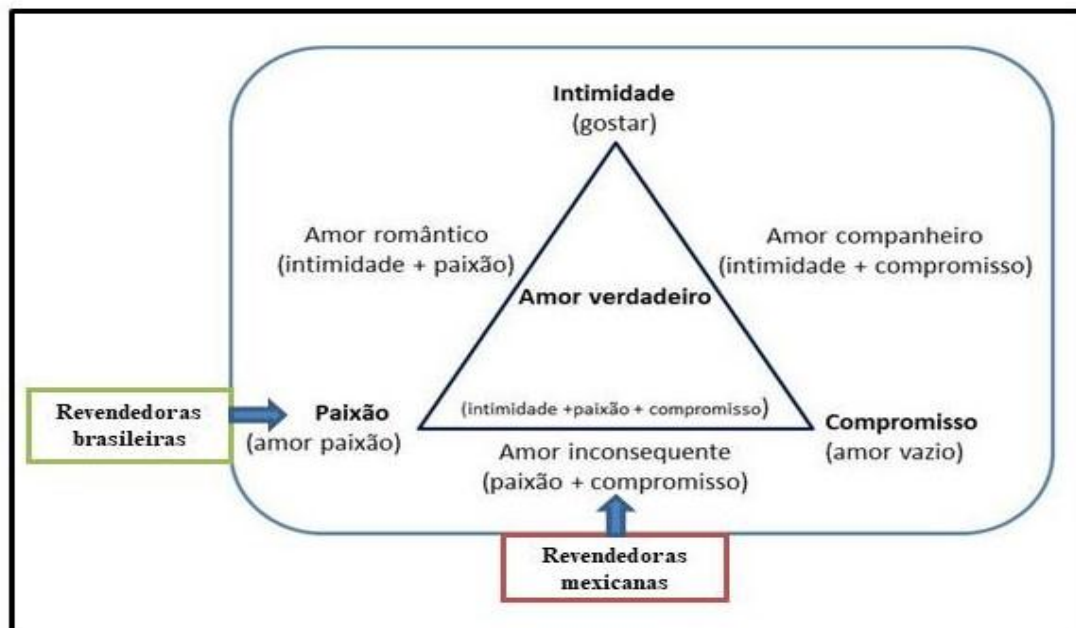 Intimidade
(gostar)
Amor romântico
(intimidade + paixão)
Amor companheiro
(intimidade + compromisso)
Amor verdadeiro
Revendedoras
brasileiras
Paixão
(amor paixão)
(intimidade +paixão + compromisso)
Compromisso
(amor vazio)
Amor inconsequente
(paixão + compromisso)
Revendedoras
mexicanas